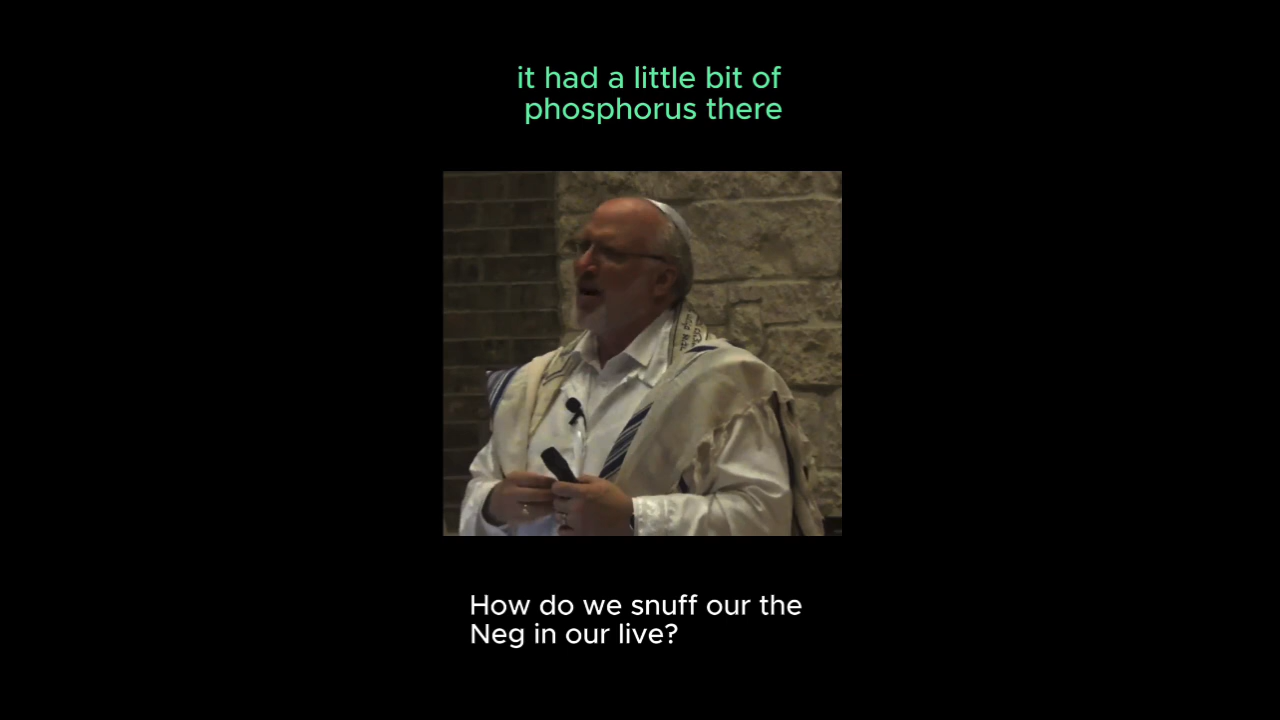 it had a little bit of
phosphorus there
How do we snuff our the
Neg in our live?